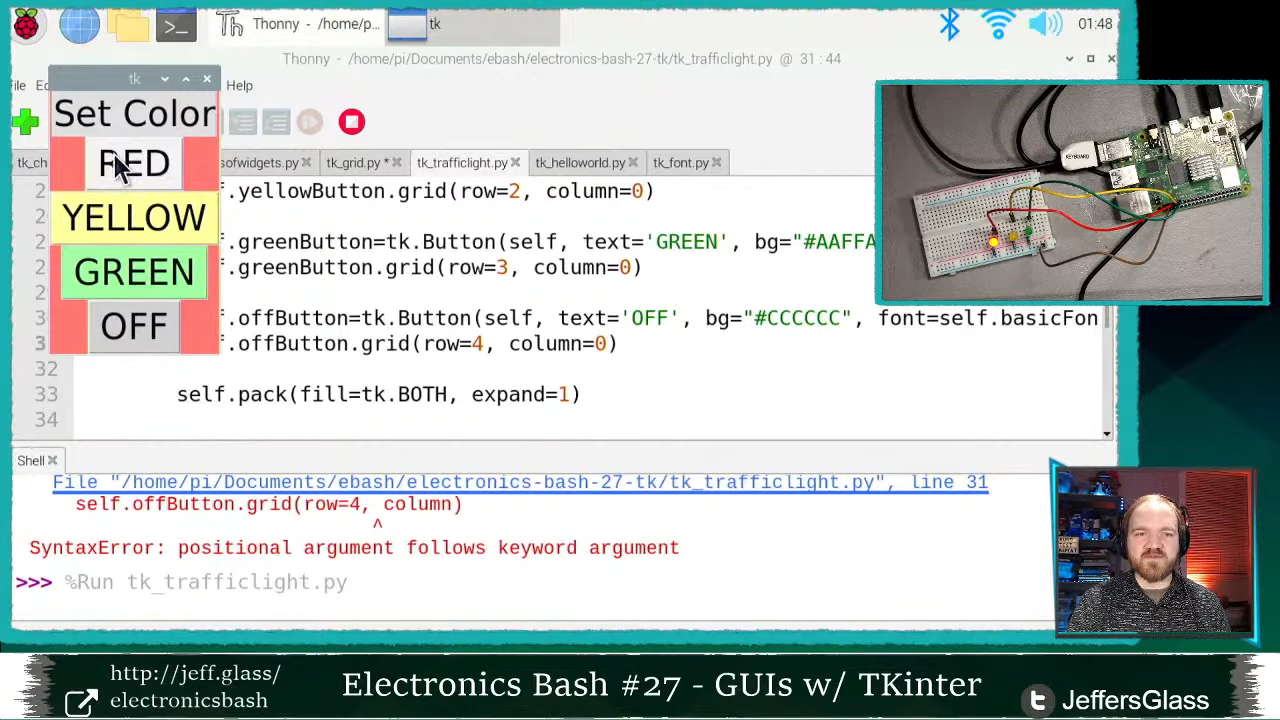 Thonny - /home/p
tk
01:48
Thonny - /home/pi/Documents/ebash/electronics-bash-27-tk/tk_trafficlight.py @ 31 : 44
File
Help
tk
Set Color
RED
YELLOW
GREEN
OFF
tk_ch
sofwidgets.py
tk_grid.py *
tk_trafficlight.py
tk_helloworld.py
tk_font.py
f.yellowButton.grid(row=2, column=0)
f.greenButton=tk.Button(self, text='GREEN', bg="#AAFFA
f.greenButton.grid(row=3, column=0)
f.offButton=tk.Button(self, text='OFF', bg="#CCCCCC", font=self.basicFon
f.offButton.grid(row=4, column=0)
32
33 self.pack(fill=tk.BOTH, expand=1)
34
KEYBOARD
Shell
File "/home/pi/Documents/ebash/electronics-bash-27-tk/tk_trafficlight.py", line 31
self.offButton.grid(row=4, column)
^
SyntaxError: positional argument follows keyword argument
>>> %Run tk_trafficlight.py
http://jeff.glass/
electronicsbash
Electronics Bash #27 - GUIs w/ TKinter
JeffersGlass